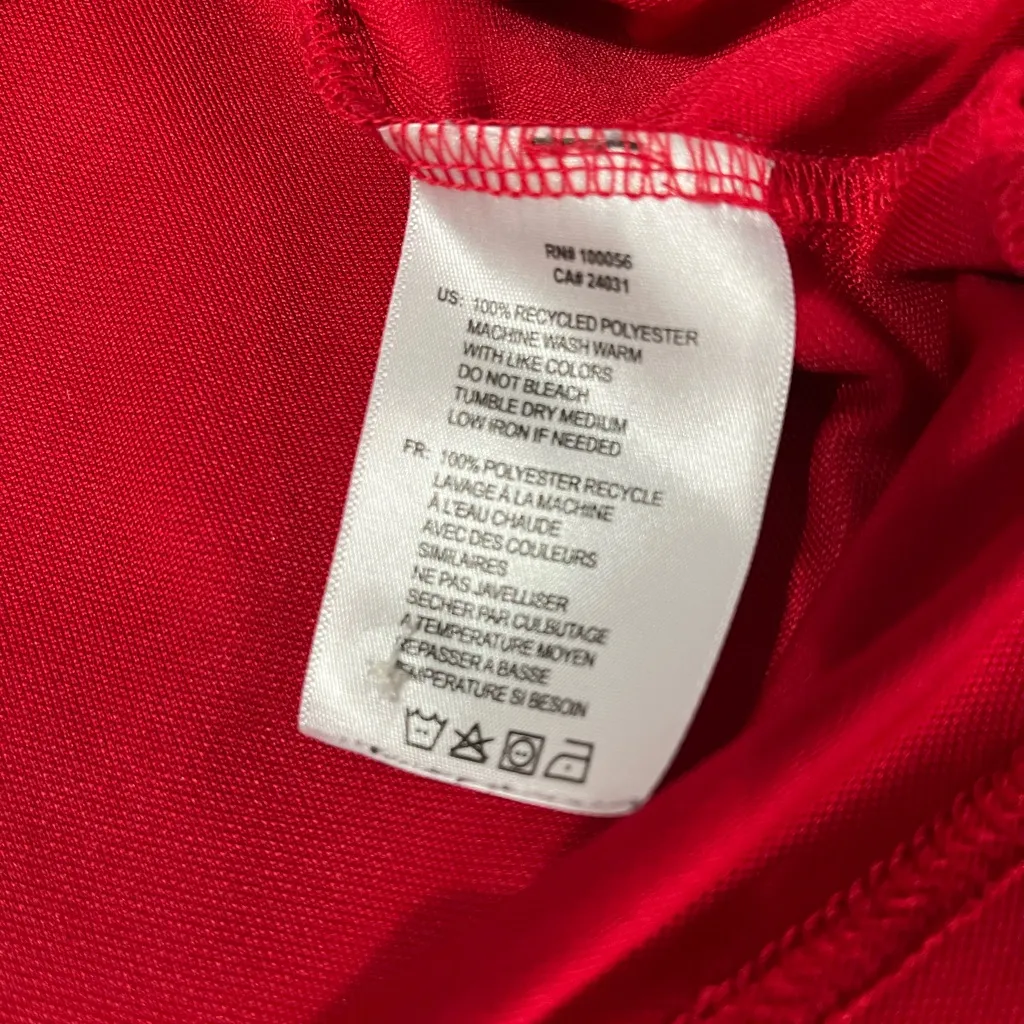 RN# 100056
CA# 24031
US: 100% RECYCLED POLYESTER
MACHINE WASH WARM
WITH LIKE COLORS
DO NOT BLEACH
TUMBLE DRY MEDIUM
LOW IRON IF NEEDED
FR: 100% POLYESTER RECYCLE
LAVAGE À LA MACHINE
À L'EAU CHAUDE
AVEC DES COULEURS
SIMILAIRES
NE PAS JAVELLISER
SECHER PAR CULBUTAGE
A TEMPERATURE MOYEN
REPASSER A BASSE
SI BESOIN